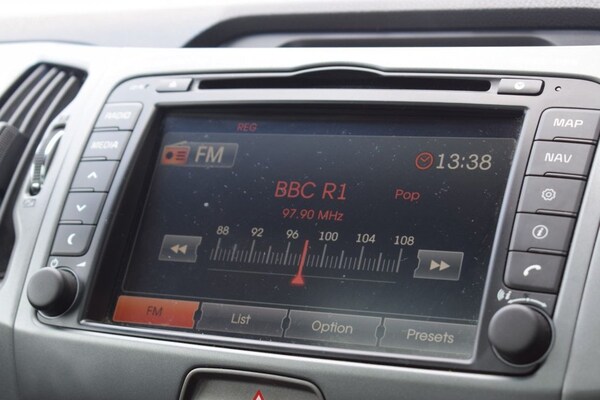 RADIO
MEDIA
MAP
NAV
REG
FM
13:38
BBC R1
Pop
97.90 MHz
88 92 96 100 104 108
FM
List
Option
Presets